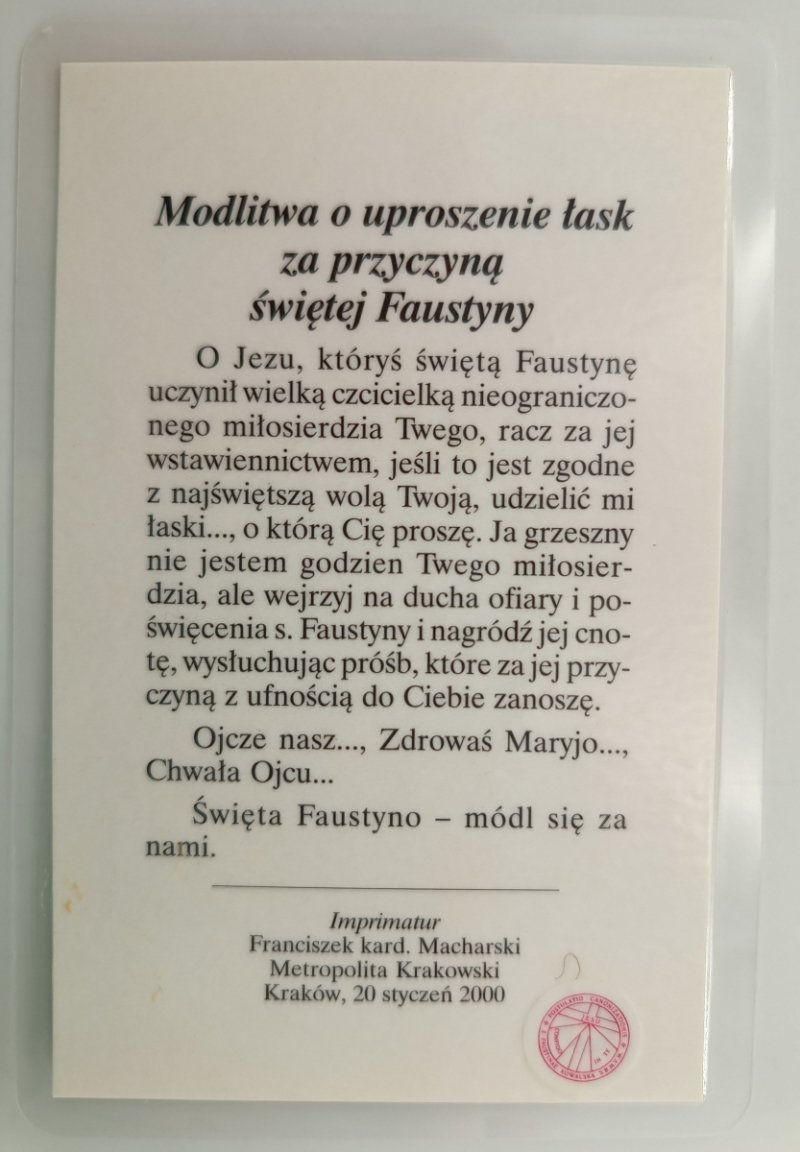 Modlitwa o uproszenie łask
za przyczyną
świętej Faustyny
O Jezu, któryś świętą Faustynę
uczynił wielką czcicielką nieograniczo-
nego miłosierdzia Twego, racz za jej
wstawiennictwem, jeśli to jest zgodne
z najświętszą wolą Twoją, udzielić mi
łaski..., o którą Cię proszę. Ja grzeszny
nie jestem godzien Twego miłosier-
dzia, ale wejrzyj na ducha ofiary i po-
święcenia s. Faustyny i nagródź jej cno-
tę, wysłuchując próśb, które za jej przy-
czyną z ufnością do Ciebie zanoszę.
Ojcze nasz..., Zdrowaś Maryjo...,
Chwała Ojcu...
Święta Faustyno – módl się za
nami.
Imprimatur
Franciszek kard. Macharski
Metropolita Krakowski
Kraków, 20 styczeń 2000
POSTULATIO CANONIZATIONIS
KOWALSKA